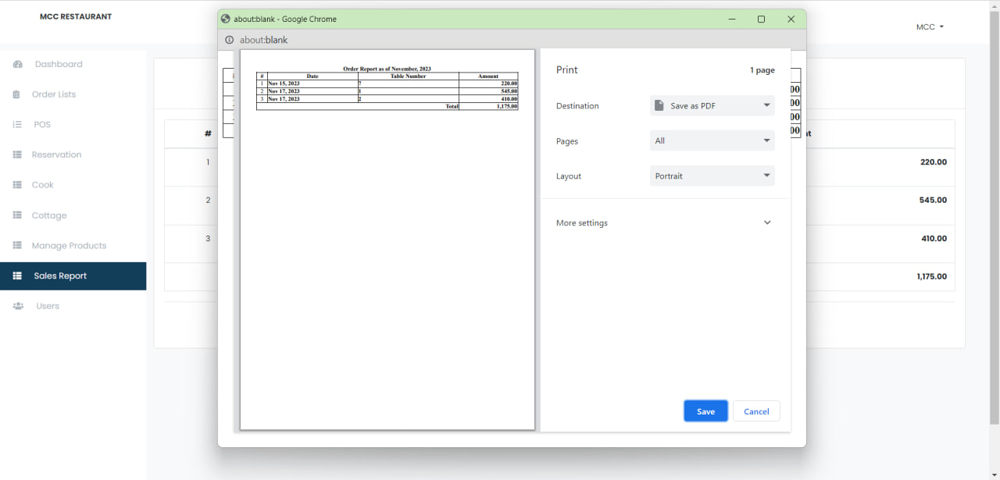 MCC RESTAURANT
about:blank - Google Chrome
MCC
about:blank
Dashboard
Order Lists
POS
Reservation
Cook
Cottage
Manage Products
Sales Report
Users
#
1
2
3
Order Report as of November, 2023
# Date Table Number Amount
1 Nov 15, 2023 7 220.00
2 Nov 17, 2023 1 545.00
3 Nov 17, 2023 2 410.00
Total 1,175.00
Print 1 page
Destination Save as PDF
Pages All
Layout Portrait
More settings
Save Cancel
00
00
00
00
220.00
545.00
410.00
1,175.00